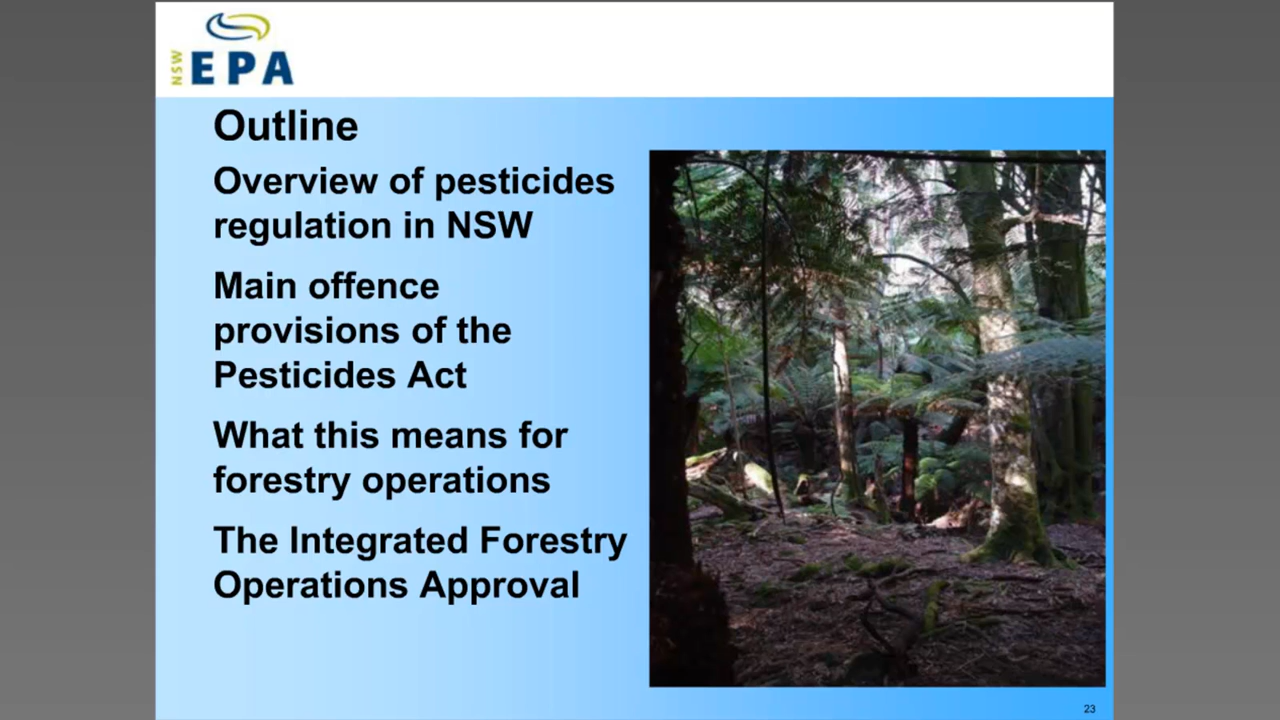 NSW
EPA
Outline
Overview of pesticides
regulation in NSW
Main offence
provisions of the
Pesticides Act
What this means for
forestry operations
The Integrated Forestry
Operations Approval
23